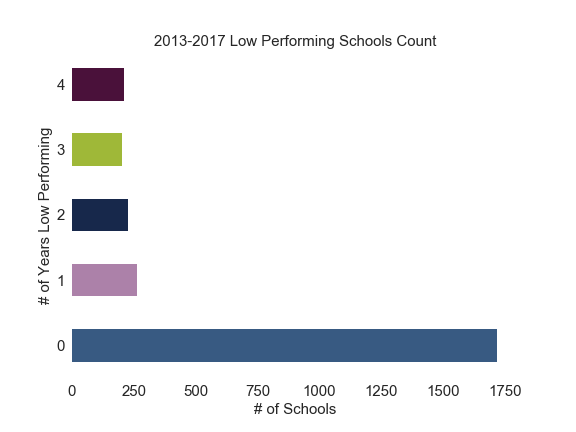 2013-2017 Low Performing Schools Count
# of Years Low Performing
4
3
2
1
0
0 250 500 750 1000 1250 1500 1750
# of Schools